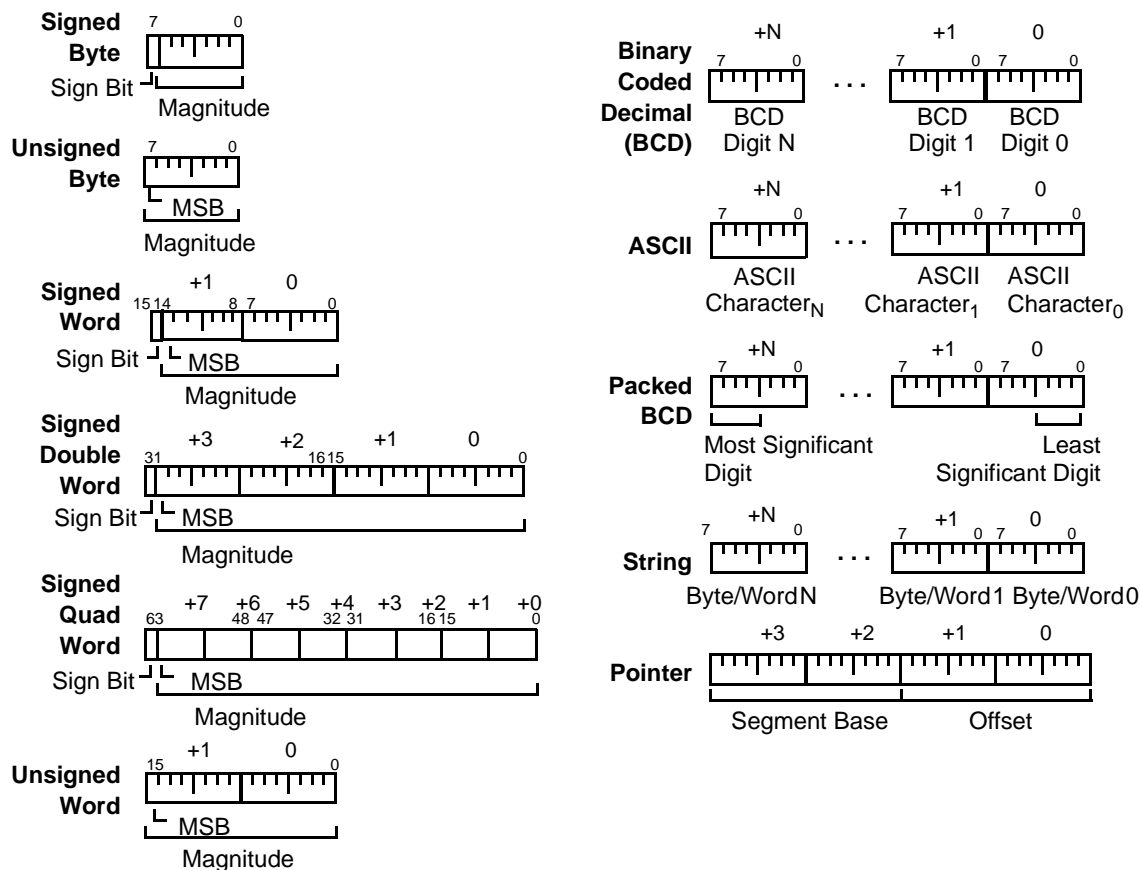 Signed
Byte
7 0
Sign Bit
Magnitude
Unsigned
Byte
7 0
MSB
Magnitude
Signed
Word
+1 0
15 14 8 7 0
Sign Bit
MSB
Magnitude
Signed
Double
Word
+3 +2 +1 0
31 16 15 0
Sign Bit
MSB
Magnitude
Signed
Quad
Word
+7 +6 +5 +4 +3 +2 +1 +0
63 48 47 32 31 16 15 0
Sign Bit
MSB
Magnitude
Unsigned
Word
+1 0
15 0
MSB
Magnitude
Binary
Coded
Decimal
(BCD)
+N +1 0
7 0 . . . 7 0 7 0
BCD BCD BCD
Digit N Digit 1 Digit 0
ASCII
+N +1 0
7 0 . . . 7 0 7 0
ASCII ASCII ASCII
CharacterN Character1 Character0
Packed
BCD
+N +1 0
7 0 . . . 7 0 7 0
Most Significant
Digit
Least
Significant Digit
String
+N +1 0
7 0 . . . 7 0 7 0
Byte/WordN Byte/Word1 Byte/Word0
Pointer
+3 +2 +1 0
Segment Base Offset